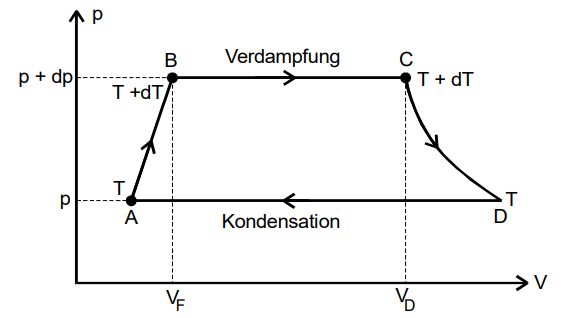 p
B
Verdampfung
C
p + dp
T +dT
T + dT
T
p
A
Kondensation
T
D
V
V_F
V_D